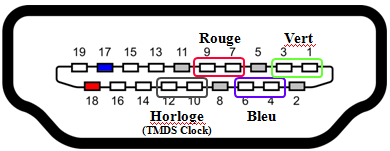 Rouge Vert
19 17 15 13 11 9 7 5 3 1
18 16 14 12 10 8 6 4 2
Horloge Bleu
(TMDS Clock)